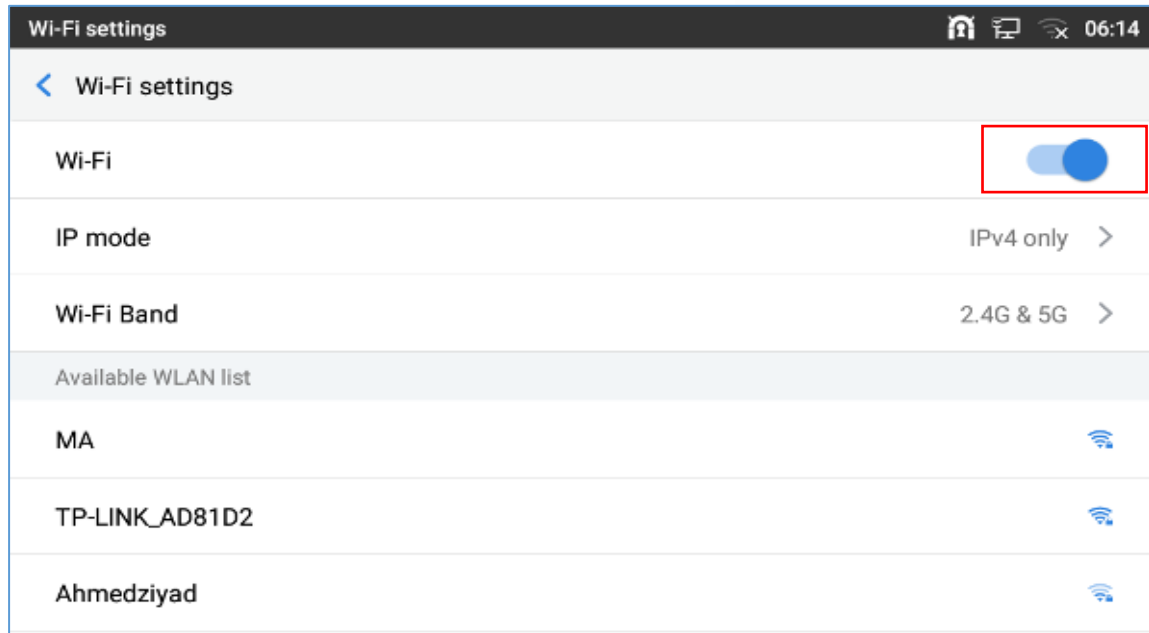 Wi-Fi settings 06:14
Wi-Fi settings
Wi-Fi
IP mode IPv4 only
Wi-Fi Band 2.4G & 5G
Available WLAN list
MA
TP-LINK_AD81D2
Ahmedziyad